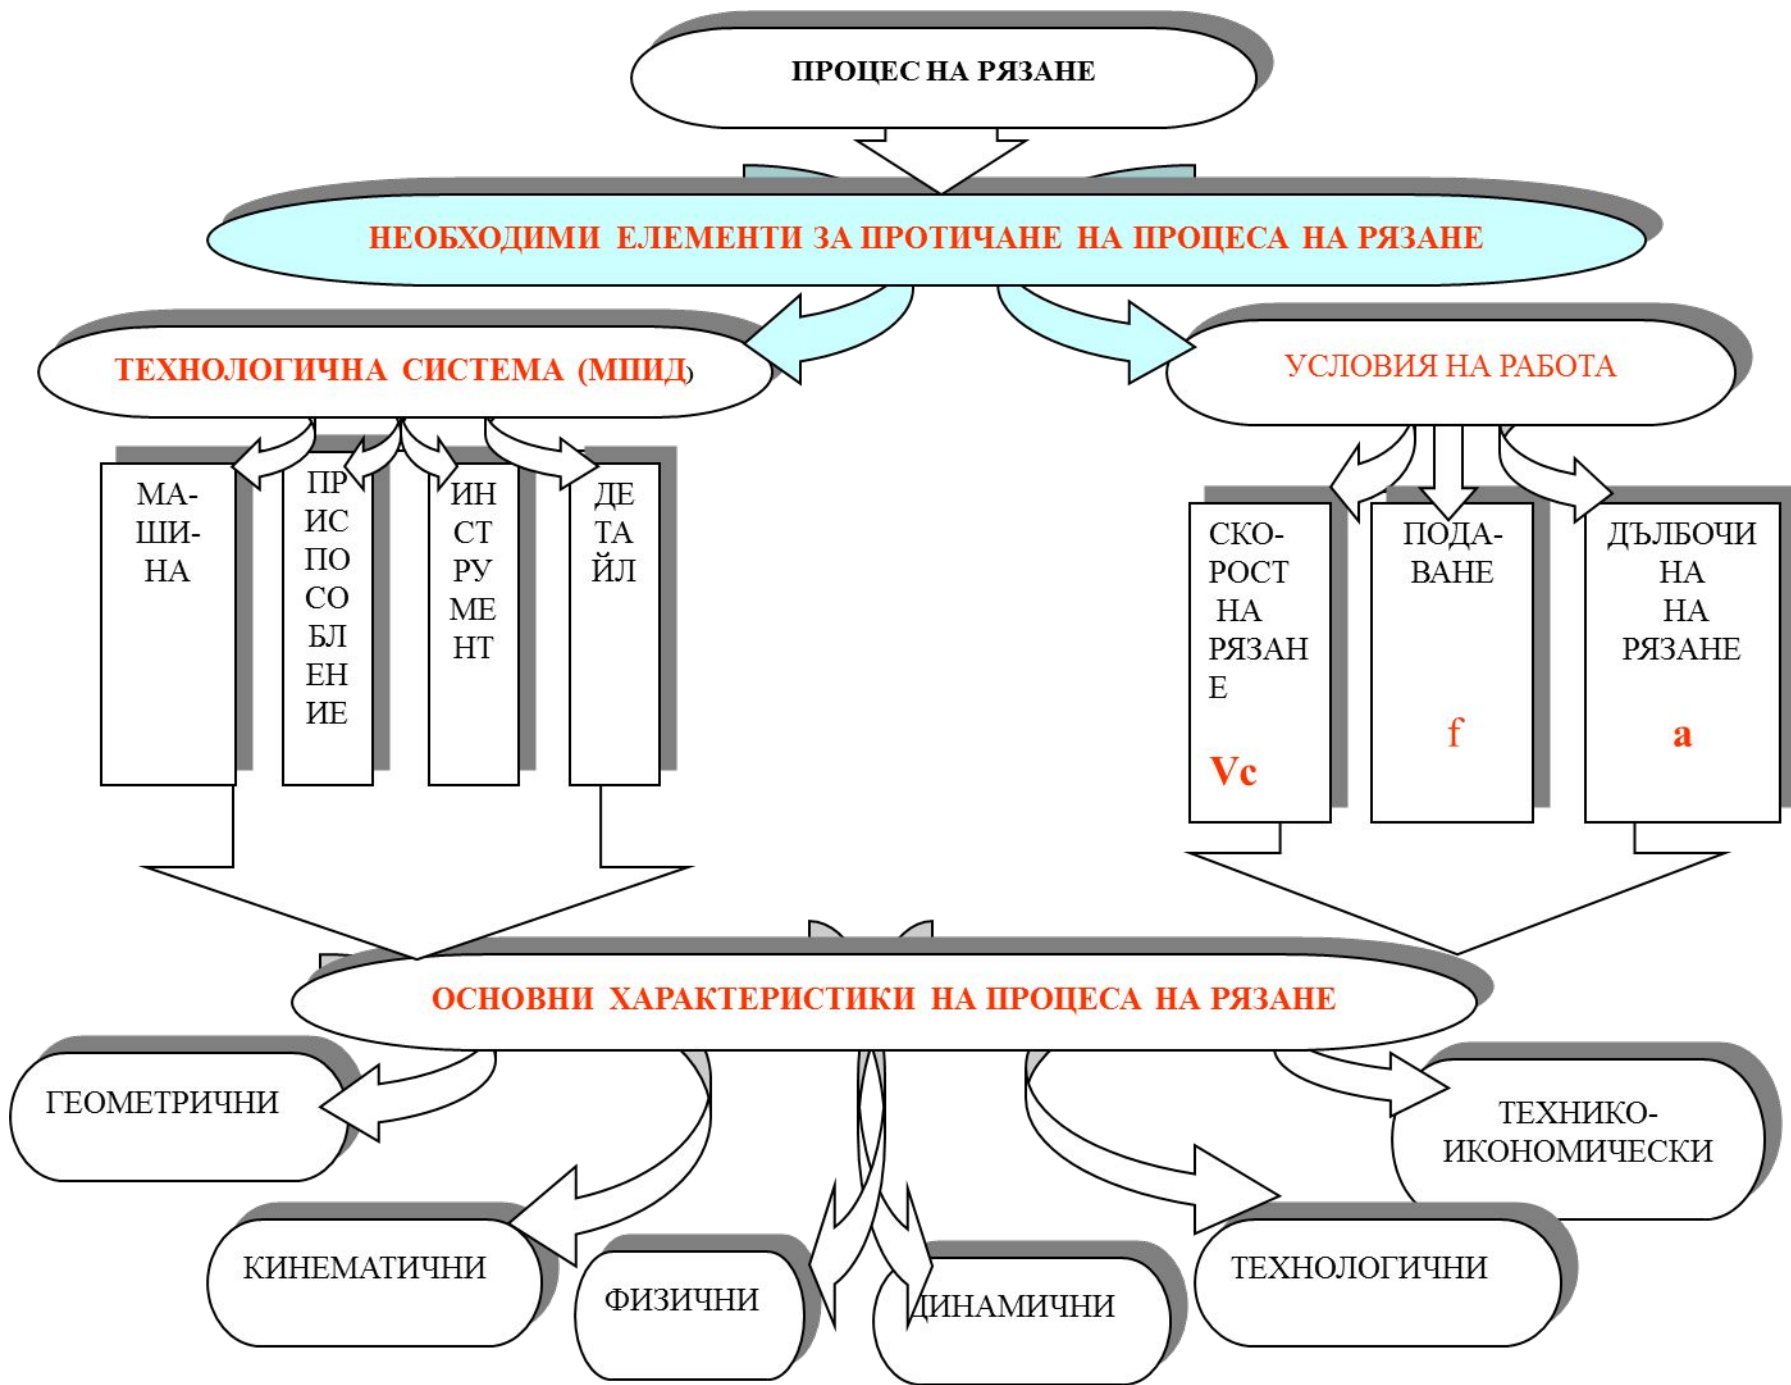 ПРОЦЕС НА РЯЗАНЕ
НЕОБХОДИМИ ЕЛЕМЕНТИ ЗА ПРОТИЧАНЕ НА ПРОЦЕСА НА РЯЗАНЕ
ТЕХНОЛОГИЧНА СИСТЕМА (МПИД)
УСЛОВИЯ НА РАБОТА
МА-
ШИ-
НА
ПР
ИС
ПО
СО
БЛ
ЕН
ИЕ
ИН
СТ
РУ
МЕ
НТ
ДЕ
ТА
ЙЛ
СКО-
РОСТ
НА
РЯЗАН
Е
Vc
ПОДА-
ВАНЕ
f
ДЪЛБОЧИ
НА
НА
РЯЗАНЕ
a
ОСНОВНИ ХАРАКТЕРИСТИКИ НА ПРОЦЕСА НА РЯЗАНЕ
ГЕОМЕТРИЧНИ
КИНЕМАТИЧНИ
ФИЗИЧНИ
ДИНАМИЧНИ
ТЕХНОЛОГИЧНИ
ТЕХНИКО-
ИКОНОМИЧЕСКИ